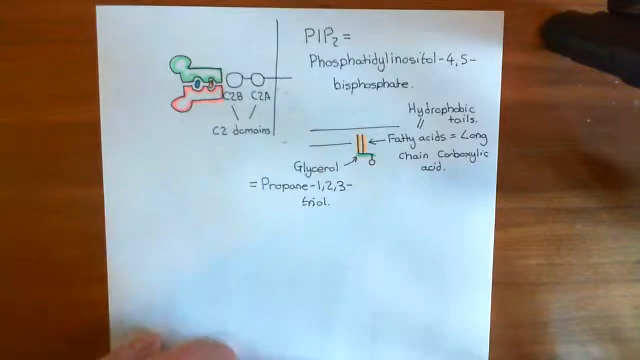 PIP2 =
Phosphatidylinositol-4,5-
bisphosphate.
C2B C2A
C2 domains
Hydrophobic
tails.
Fatty acids = Long
chain Carboxylic
acid.
Glycerol
= Propane-1,2,3-
triol.